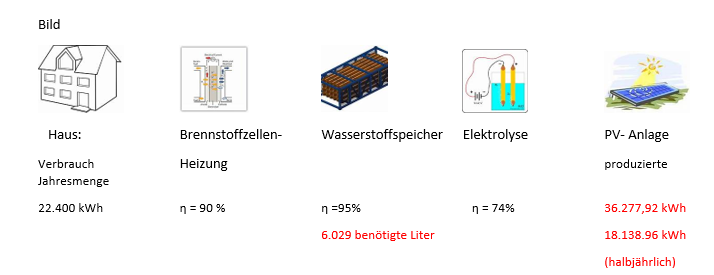 Bild
Haus: Brennstoffzellen- Wasserstoffspeicher Elektrolyse PV- Anlage
Verbrauch Heizung produzierte
Jahresmenge
22.400 kWh η = 90 % η =95% η = 74% 36.277,92 kWh
6.029 benötigte Liter 18.138.96 kWh
(halbjährlich)